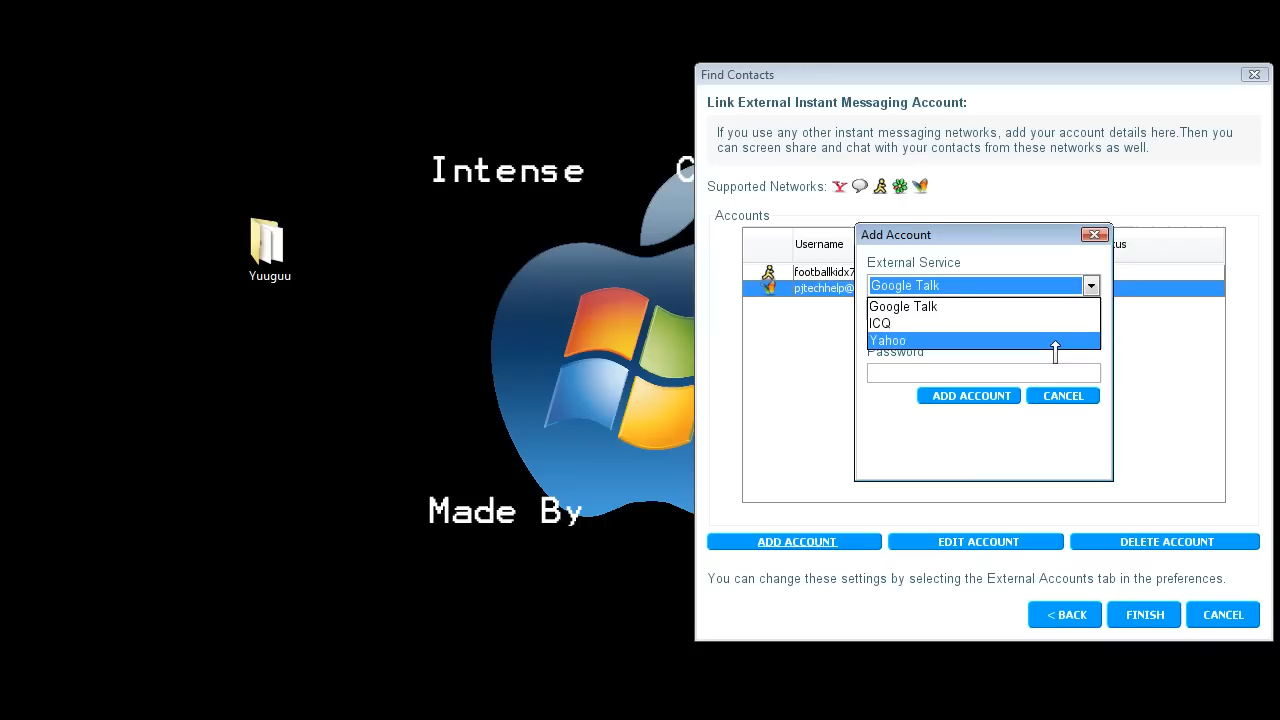 Find Contacts
Link External Instant Messaging Account:
If you use any other instant messaging networks, add your account details here.Then you
can screen share and chat with your contacts from these networks as well.
Supported Networks:
Intense C
Accounts
Username
Add Account
External Service
footballkidx7
Google Talk
pjtechhelp@
Google Talk
ICQ
Yahoo
Password
ADD ACCOUNT CANCEL
Yuuguu
Made By
ADD ACCOUNT EDIT ACCOUNT DELETE ACCOUNT
You can change these settings by selecting the External Accounts tab in the preferences.
< BACK FINISH CANCEL